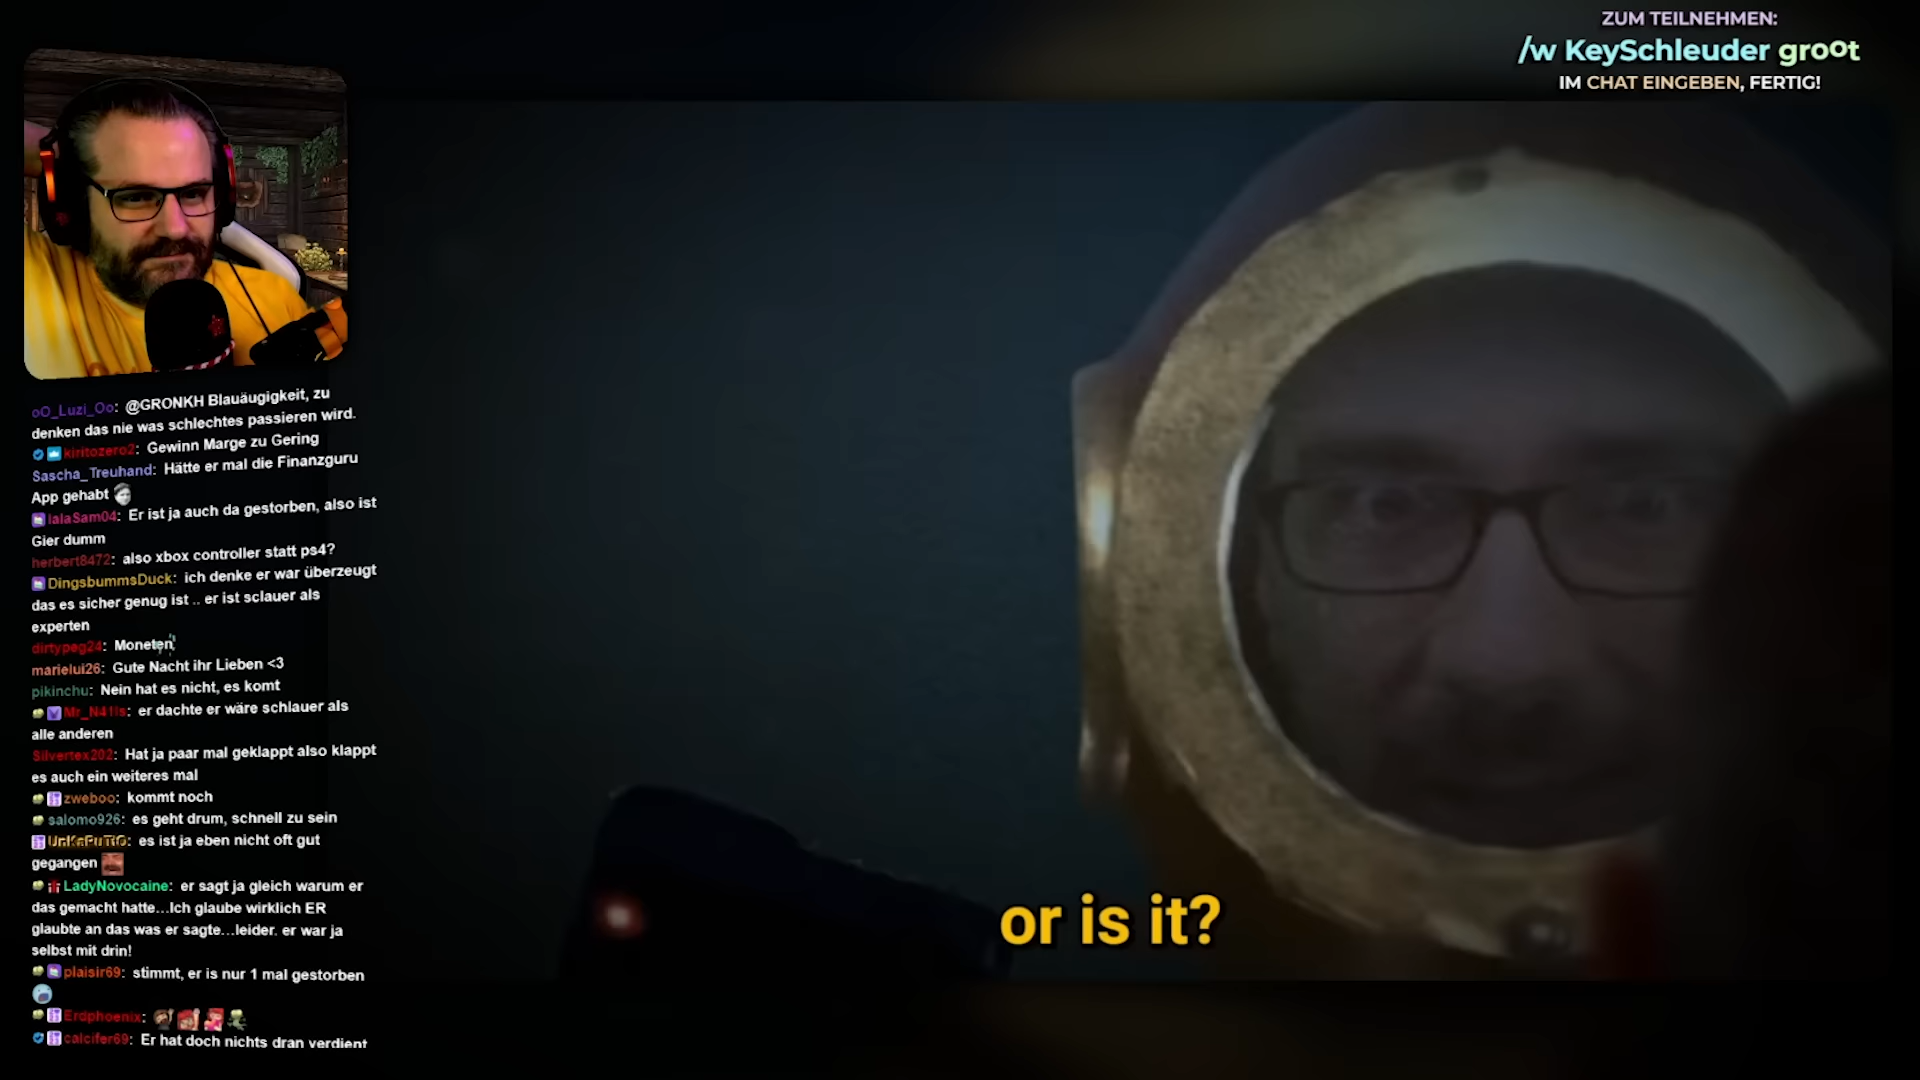 ZUM TEILNEHMEN:
/w KeySchleuder groot
IM CHAT EINGEBEN, FERTIG!
oO_Luzi_Oo: @GRONKH Blauäugigkeit, zu
denken das nie was schlechtes passieren wird.
kiritozero2: Gewinn Marge zu Gering
Sascha_Treuhand: Hätte er mal die Finanzguru
App gehabt
lalaSam04: Er ist ja auch da gestorben, also ist
Gier dumm
herbert8472: also xbox controller statt ps4?
DingsbummsDuck: ich denke er war überzeugt
das es sicher genug ist .. er ist sclauer als
experten
dirtypag24: Moneten
marielui26: Gute Nacht ihr Lieben <3
pikinchu: Nein hat es nicht, es komt
Mr_N41ls: er dachte er wäre schlauer als
alle anderen
Silvertex202: Hat ja paar mal geklappt also klappt
es auch ein weiteres mal
zweboo: kommt noch
salomo926: es geht drum, schnell zu sein
UnKaPuTtO: es ist ja eben nicht oft gut
gegangen
LadyNovocaine: er sagt ja gleich warum er
das gemacht hatte...Ich glaube wirklich ER
glaubte an das was er sagte...leider. er war ja
selbst mit drin!
plaisir69: stimmt, er is nur 1 mal gestorben
Erdphoenix:
calcifer69: Er hat doch nichts dran verdient
or is it?